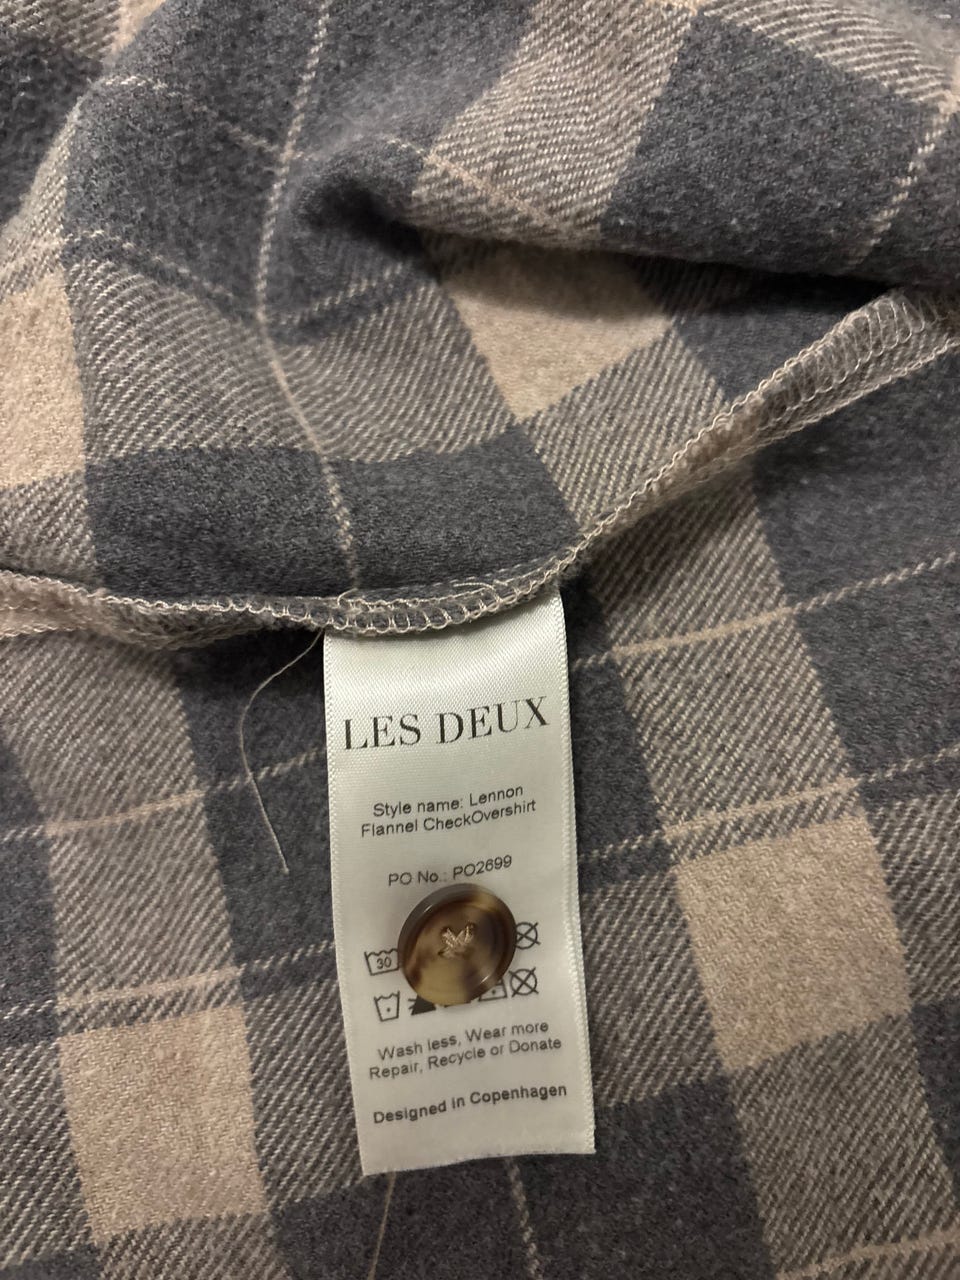 LES DEUX
Style name: Lennon
Flannel CheckOvershirt
PO No.: PO2699
30
Wash less, Wear more
Repair, Recycle or Donate
Designed in Copenhagen